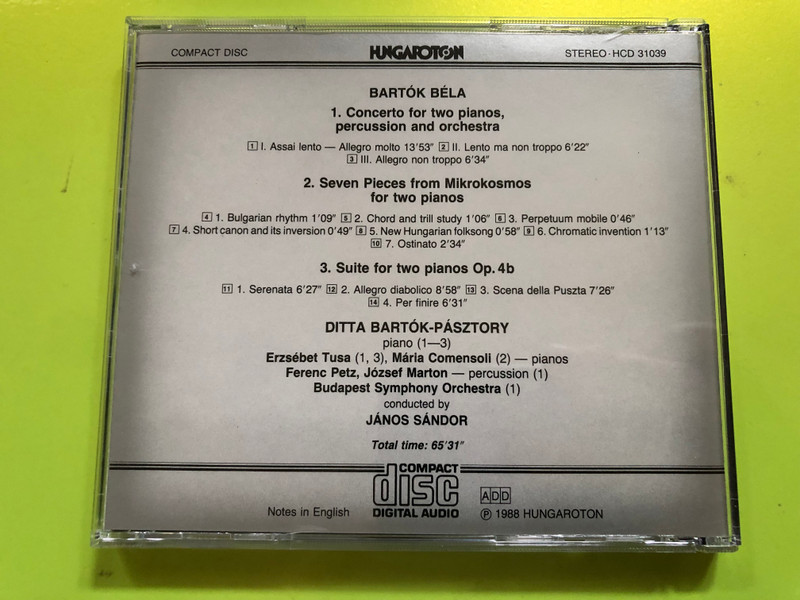 COMPACT DISC HUNGAROTON STEREO·HCD 31039
BARTÓK BÉLA
1. Concerto for two pianos,
percussion and orchestra
1 I. Assai lento — Allegro molto 13'53" 2 II. Lento ma non troppo 6'22"
3 III. Allegro non troppo 6'34"
2. Seven Pieces from Mikrokosmos
for two pianos
4 1. Bulgarian rhythm 1'09" 5 2. Chord and trill study 1'06" 6 3. Perpetuum mobile 0'46"
7 4. Short canon and its inversion 0'49" 8 5. New Hungarian folksong 0'58" 9 6. Chromatic invention 1'13"
10 7. Ostinato 2'34"
3. Suite for two pianos Op. 4b
11 1. Serenata 6'27" 12 2. Allegro diabolico 8'58" 13 3. Scena della Puszta 7'26"
14 4. Per finire 6'31"
DITTA BARTÓK-PÁSZTORY
piano (1—3)
Erzsébet Tusa (1, 3), Mária Comensoli (2) — pianos
Ferenc Petz, József Marton — percussion (1)
Budapest Symphony Orchestra (1)
conducted by
JÁNOS SÁNDOR
Total time: 65'31"
COMPACT
disc
DIGITAL AUDIO
ADD
Notes in English
℗ 1988 HUNGAROTON